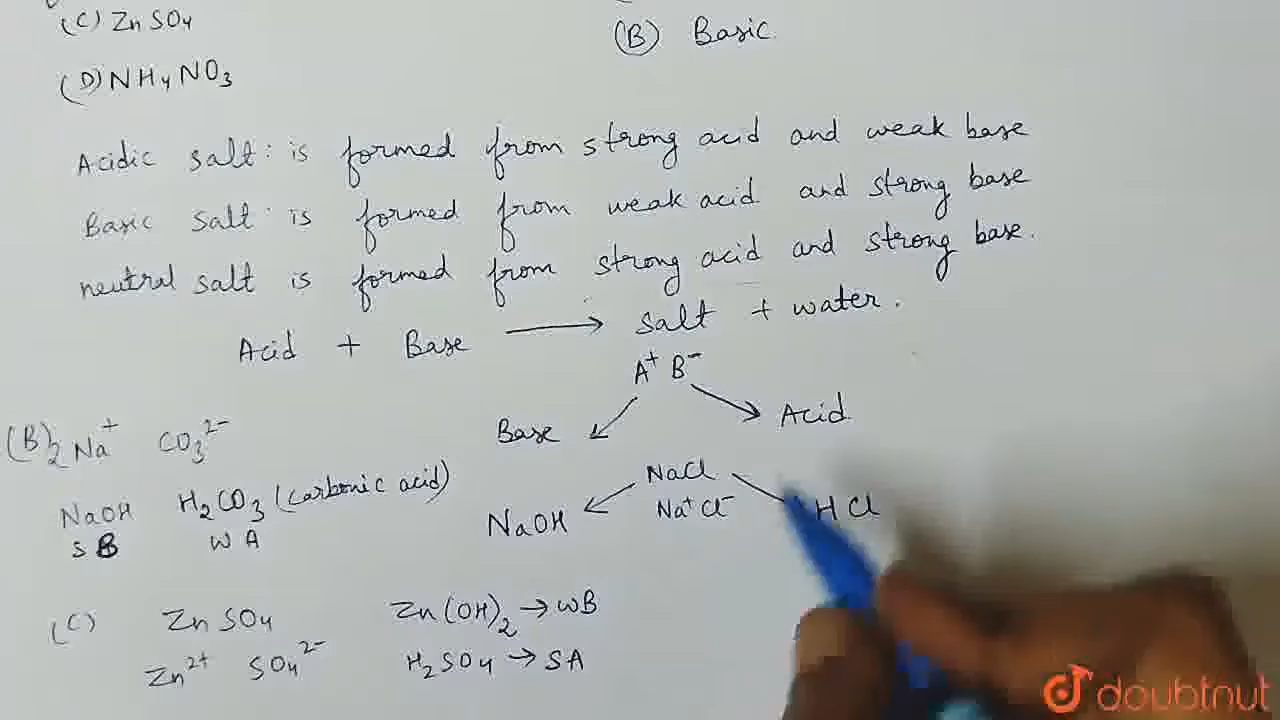 (C) ZnSO4
(B) Basic
(D) NH4NO3
Acidic salt: is formed from strong acid and weak base
Basic salt: is formed from weak acid and strong base
neutral salt is formed from strong acid and strong base.
Acid + Base → salt + water.
A+ B-
Base Acid
(B) 2Na+ CO3^2-
NaCl
NaOH H2CO3 (carbonic acid)
Na+ Cl-
NaOH HCl
SB WA
(C) ZnSO4 Zn(OH)2 → WB
Zn^2+ SO4^2- H2SO4 → SA
doubtnut